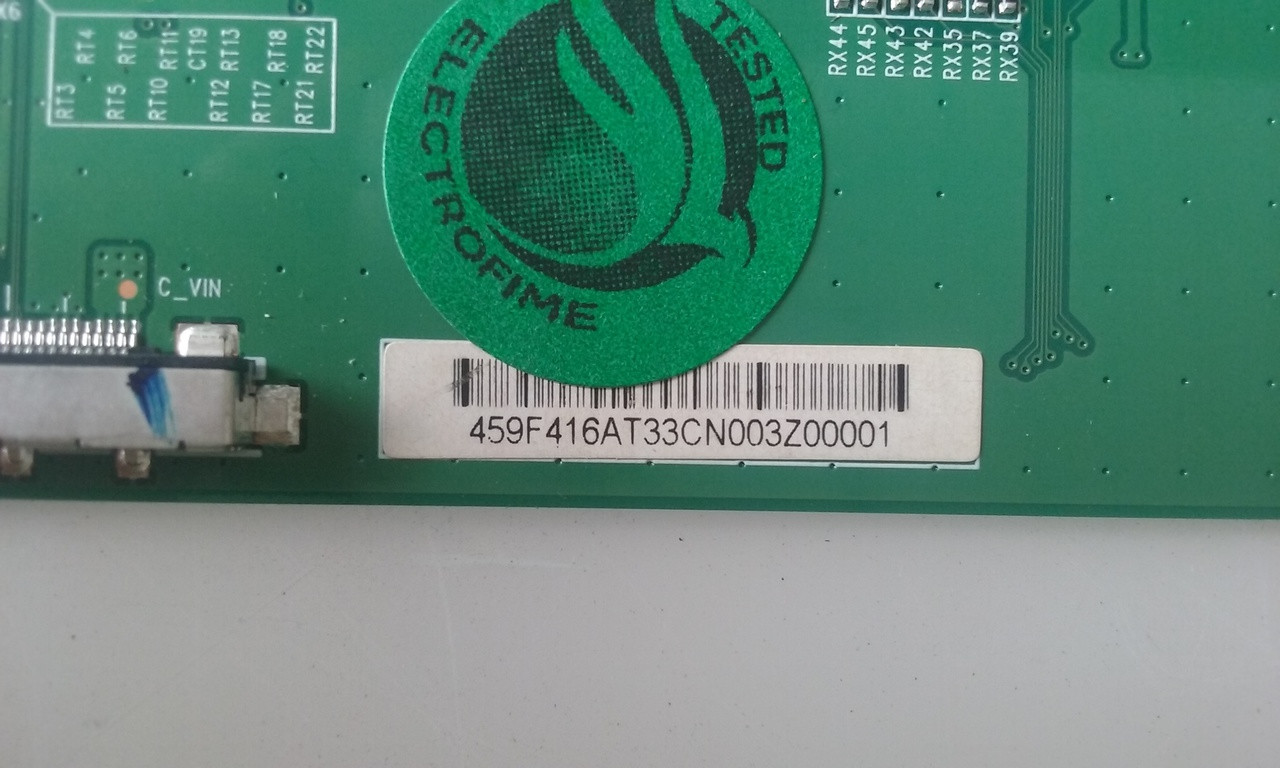 X6
RT3
RT4
RT5
RT6
RT10
RT11
CT19
RT12
RT13
RT17
RT18
RT21
RT22
ELECTROFIME
TESTED
RX44
RX45
RX43
RX42
RX35
RX37
RX39
C_VIN
459F416AT33CN003Z00001